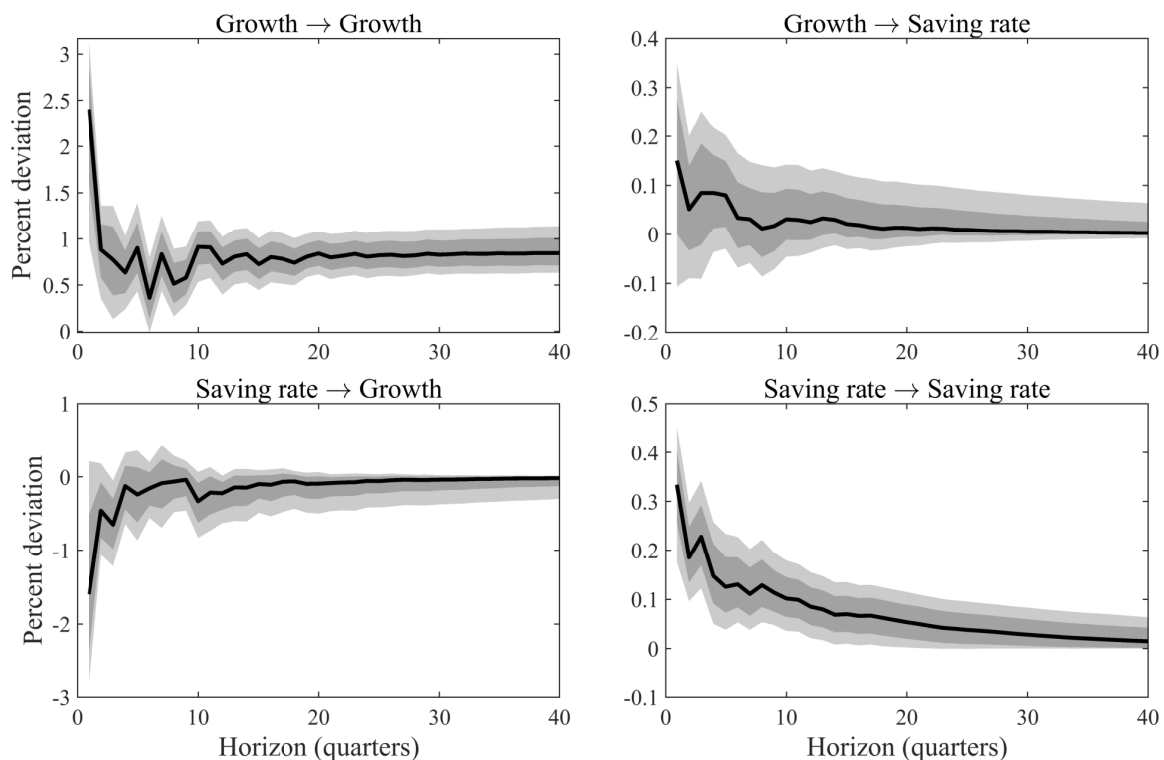 Growth → Growth
Percent deviation
3
2.5
2
1.5
1
0.5
0
0 10 20 30 40
Growth → Saving rate
0.4
0.3
0.2
0.1
0
-0.1
-0.2
0 10 20 30 40
Saving rate → Growth
Percent deviation
1
0
-1
-2
-3
0 10 20 30 40
Horizon (quarters)
Saving rate → Saving rate
0.5
0.4
0.3
0.2
0.1
0
-0.1
0 10 20 30 40
Horizon (quarters)